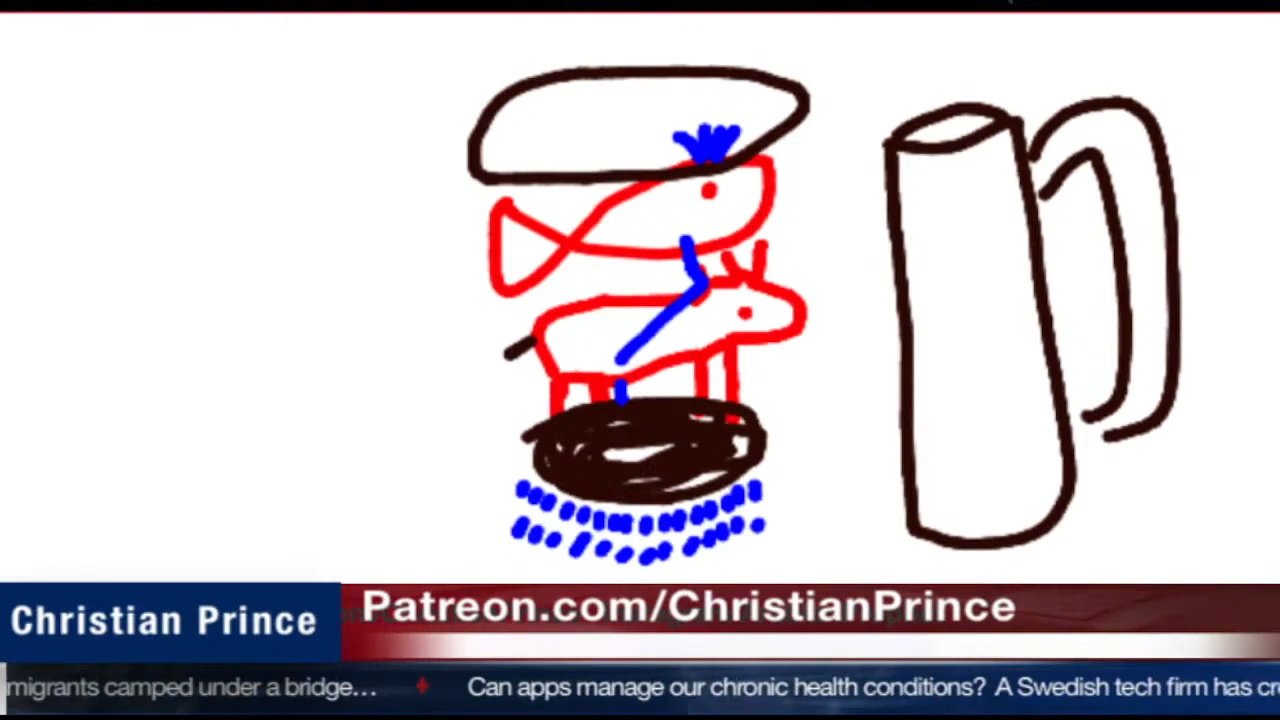 Christian Prince
Patreon.com/ChristianPrince
migrants camped under a bridge... Can apps manage our chronic health conditions? A Swedish tech firm has